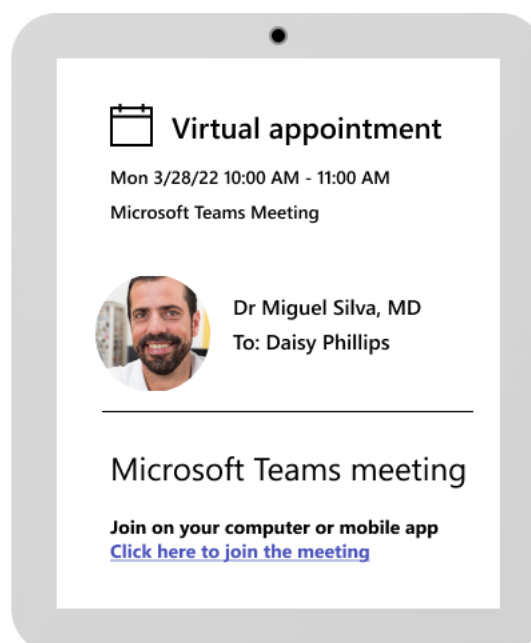 Virtual appointment
Mon 3/28/22 10:00 AM - 11:00 AM
Microsoft Teams Meeting
Dr Miguel Silva, MD
To: Daisy Phillips
Microsoft Teams meeting
Join on your computer or mobile app
Click here to join the meeting